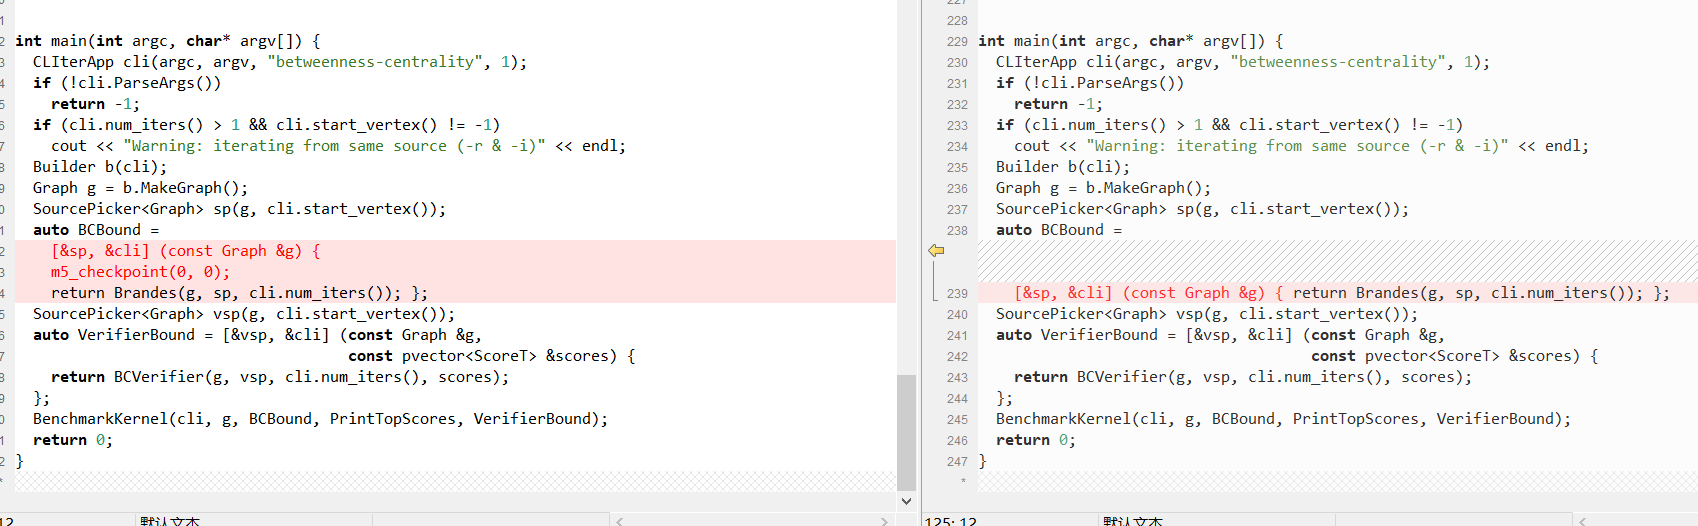 1
2 int main(int argc, char* argv[]) {
3 CLIterApp cli(argc, argv, "betweenness-centrality", 1);
4 if (!cli.ParseArgs())
5 return -1;
6 if (cli.num_iters() > 1 && cli.start_vertex() != -1)
7 cout << "Warning: iterating from same source (-r & -i)" << endl;
8 Builder b(cli);
9 Graph g = b.MakeGraph();
0 SourcePicker<Graph> sp(g, cli.start_vertex());
1 auto BCBound =
2 [&sp, &cli] (const Graph &g) {
3 m5_checkpoint(0, 0);
4 return Brandes(g, sp, cli.num_iters()); };
5 SourcePicker<Graph> vsp(g, cli.start_vertex());
6 auto VerifierBound = [&vsp, &cli] (const Graph &g,
7 const pvector<ScoreT> &scores) {
8 return BCVerifier(g, vsp, cli.num_iters(), scores);
9 };
0 BenchmarkKernel(cli, g, BCBound, PrintTopScores, VerifierBound);
1 return 0;
2 }
*
12
默认文本
227
228
229 int main(int argc, char* argv[]) {
230 CLIterApp cli(argc, argv, "betweenness-centrality", 1);
231 if (!cli.ParseArgs())
232 return -1;
233 if (cli.num_iters() > 1 && cli.start_vertex() != -1)
234 cout << "Warning: iterating from same source (-r & -i)" << endl;
235 Builder b(cli);
236 Graph g = b.MakeGraph();
237 SourcePicker<Graph> sp(g, cli.start_vertex());
238 auto BCBound =
239 [&sp, &cli] (const Graph &g) { return Brandes(g, sp, cli.num_iters()); };
240 SourcePicker<Graph> vsp(g, cli.start_vertex());
241 auto VerifierBound = [&vsp, &cli] (const Graph &g,
242 const pvector<ScoreT> &scores) {
243 return BCVerifier(g, vsp, cli.num_iters(), scores);
244 };
245 BenchmarkKernel(cli, g, BCBound, PrintTopScores, VerifierBound);
246 return 0;
247 }
*
125: 12
默认文本